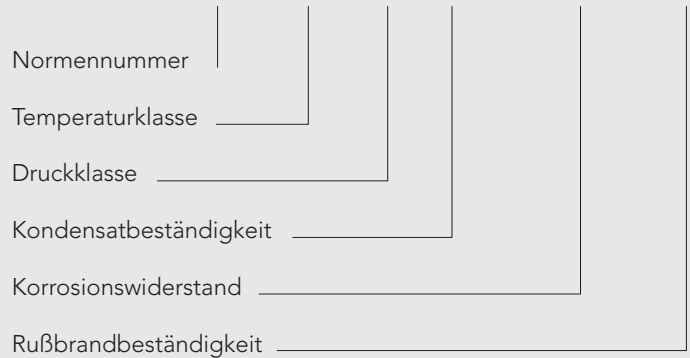 Normennummer
Temperaturklasse
Druckklasse
Kondensatbeständigkeit
Korrosionswiderstand
Rußbrandbeständigkeit